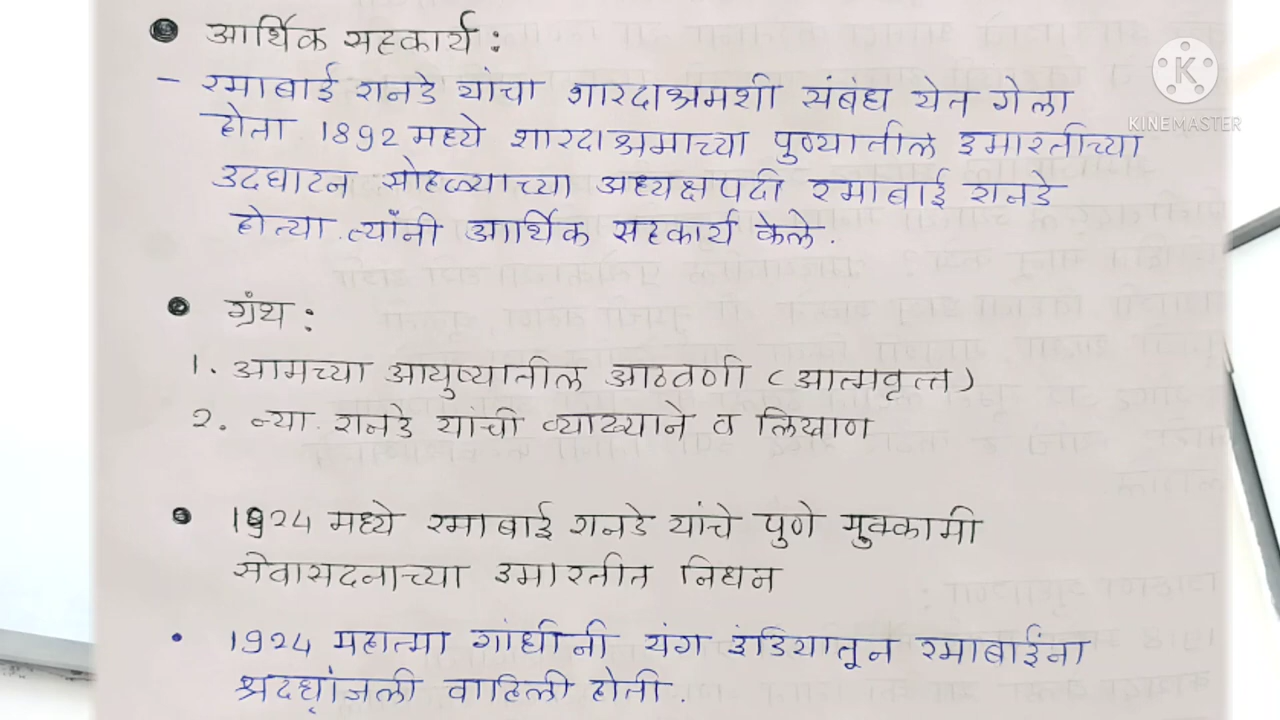 ● आर्थिक सहकार्य :
– रमाबाई रानडे यांचा शारदाश्रमशी संबंध येत गेला
होता 1892 मध्ये शारदाश्रमाच्या पुण्यातील इमारतीच्या
उदघाटन सोहळ्याच्या अध्यक्षपदी रमाबाई रानडे
होत्या. त्यांनी आर्थिक सहकार्य केले.
● ग्रंथ :
1. आमच्या आयुष्यातील आठवणी (आत्मवृत्त)
2. न्या. रानडे यांची व्याख्याने व लिखाण
● 1924 मध्ये रमाबाई रानडे यांचे पुणे मुक्कामी
सेवासदनाच्या इमारतीत निधन
• 1924 महात्मा गांधीनी यंग इंडियातून रमाबाईंना
श्रदधांजली वाहिली होती.
K
KINEMASTER